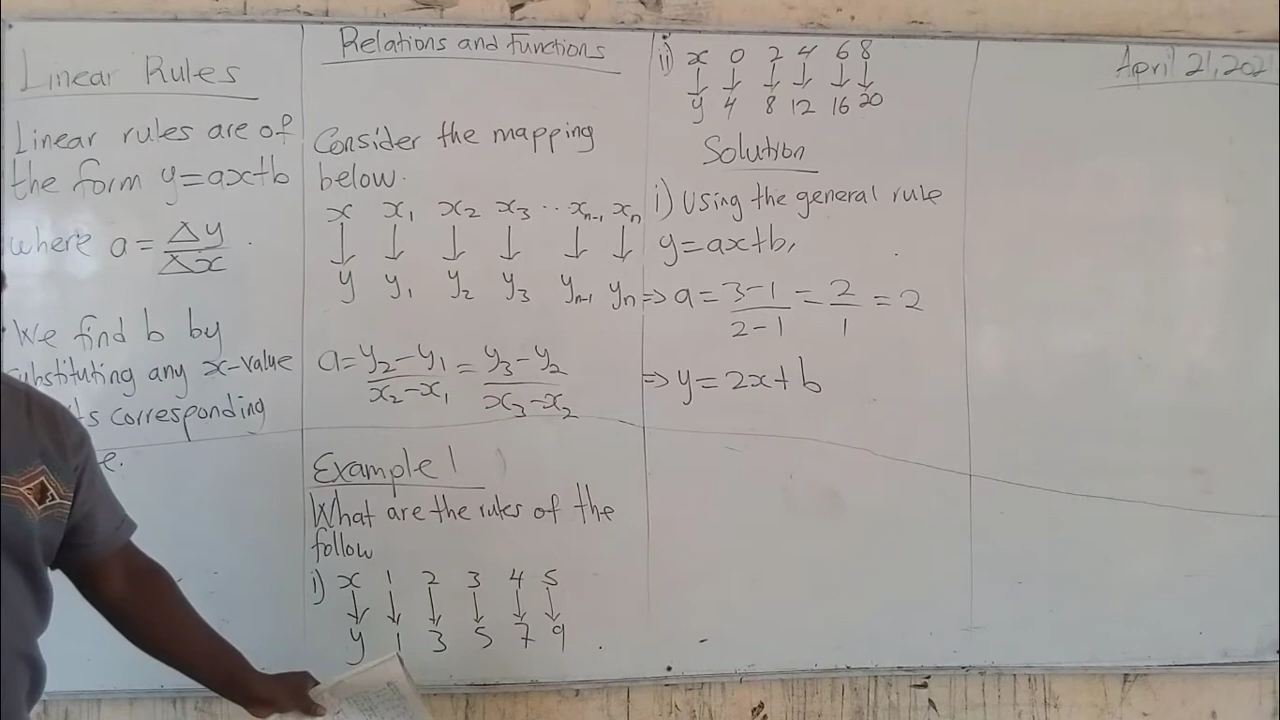 Linear Rules
Linear rules are of
the form y=ax+b
where a = Δy/Δx .
We find b by
substituting any x-value
corresponding
Relations and Functions
Consider the mapping
below.
x x₁ x₂ x₃ ... xₙ₋₁ xₙ
↓ ↓ ↓ ↓ ↓ ↓
y y₁ y₂ y₃ yₙ₋₁ yₙ
a = y₂-y₁/x₂-x₁ = y₃-y₂/x₃-x₂
Example 1
What are the rules of the
follow
i) x 1 2 3 4 5
↓ ↓ ↓ ↓ ↓ ↓
y 1 3 5 7 9 .
ii) x 0 2 4 6 8
↓ ↓ ↓ ↓ ↓ ↓
y 4 8 12 16 20
Solution
i) Using the general rule
y=ax+b,
⇒ a = 3-1/2-1 = 2/1 = 2
⇒ y = 2x+b
April 21, 202